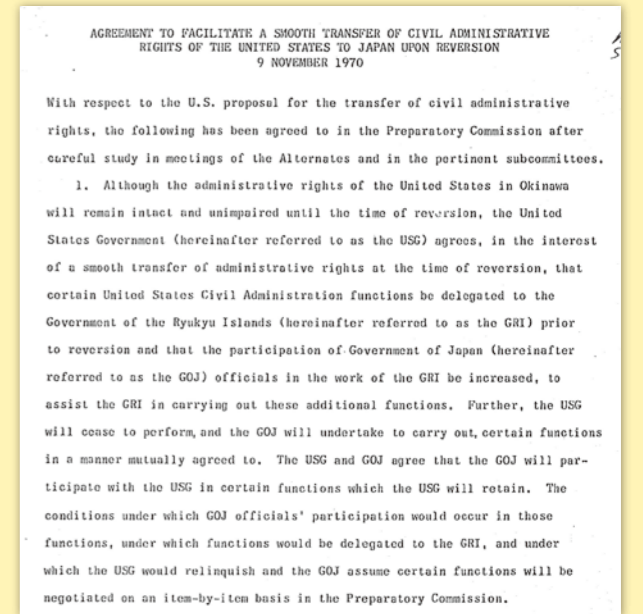 AGREEMENT TO FACILITATE A SMOOTH TRANSFER OF CIVIL ADMINISTRATIVE
RIGHTS OF THE UNITED STATES TO JAPAN UPON REVERSION
9 NOVEMBER 1970
With respect to the U.S. proposal for the transfer of civil administrative
rights, the following has been agreed to in the Preparatory Commission after
careful study in meetings of the Alternates and in the pertinent subcommittees.
1. Although the administrative rights of the United States in Okinawa
will remain intact and unimpaired until the time of reversion, the United
States Government (hereinafter referred to as the USG) agrees, in the interest
of a smooth transfer of administrative rights at the time of reversion, that
certain United States Civil Administration functions be delegated to the
Government of the Ryukyu Islands (hereinafter referred to as the GRI) prior
to reversion and that the participation of Government of Japan (hereinafter
referred to as the GOJ) officials in the work of the GRI be increased, to
assist the GRI in carrying out these additional functions. Further, the USG
will cease to perform, and the GOJ will undertake to carry out, certain functions
in a manner mutually agreed to. The USG and GOJ agree that the GOJ will par-
ticipate with the USG in certain functions which the USG will retain. The
conditions under which GOJ officials' participation would occur in those
functions, under which functions would be delegated to the GRI, and under
which the USG would relinquish and the GOJ assume certain functions will be
negotiated on an item-by-item basis in the Preparatory Commission.